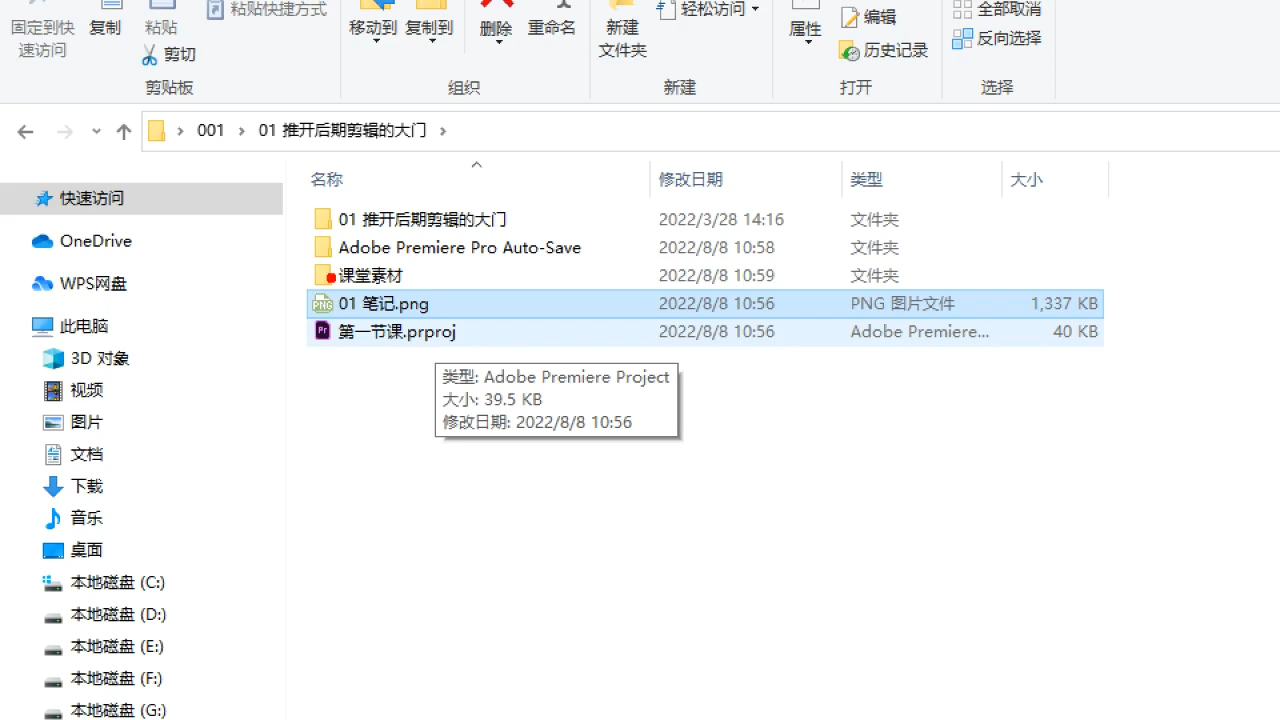 固定到快
速访问
复制
粘贴
粘贴快捷方式
剪切
剪贴板
移动到
复制到
删除
重命名
组织
新建
文件夹
轻松访问
新建
属性
编辑
历史记录
打开
全部取消
反向选择
选择
001
01 推开后期剪辑的大门
名称
修改日期
类型
大小
快速访问
OneDrive
WPS网盘
此电脑
3D 对象
视频
图片
文档
下载
音乐
桌面
本地磁盘 (C:)
本地磁盘 (D:)
本地磁盘 (E:)
本地磁盘 (F:)
本地磁盘 (G:)
01 推开后期剪辑的大门 2022/3/28 14:16 文件夹
Adobe Premiere Pro Auto-Save 2022/8/8 10:58 文件夹
课堂素材 2022/8/8 10:59 文件夹
PNG 01 笔记.png 2022/8/8 10:56 PNG 图片文件 1,337 KB
Pr 第一节课.prproj 2022/8/8 10:56 Adobe Premiere... 40 KB
类型: Adobe Premiere Project
大小: 39.5 KB
修改日期: 2022/8/8 10:56